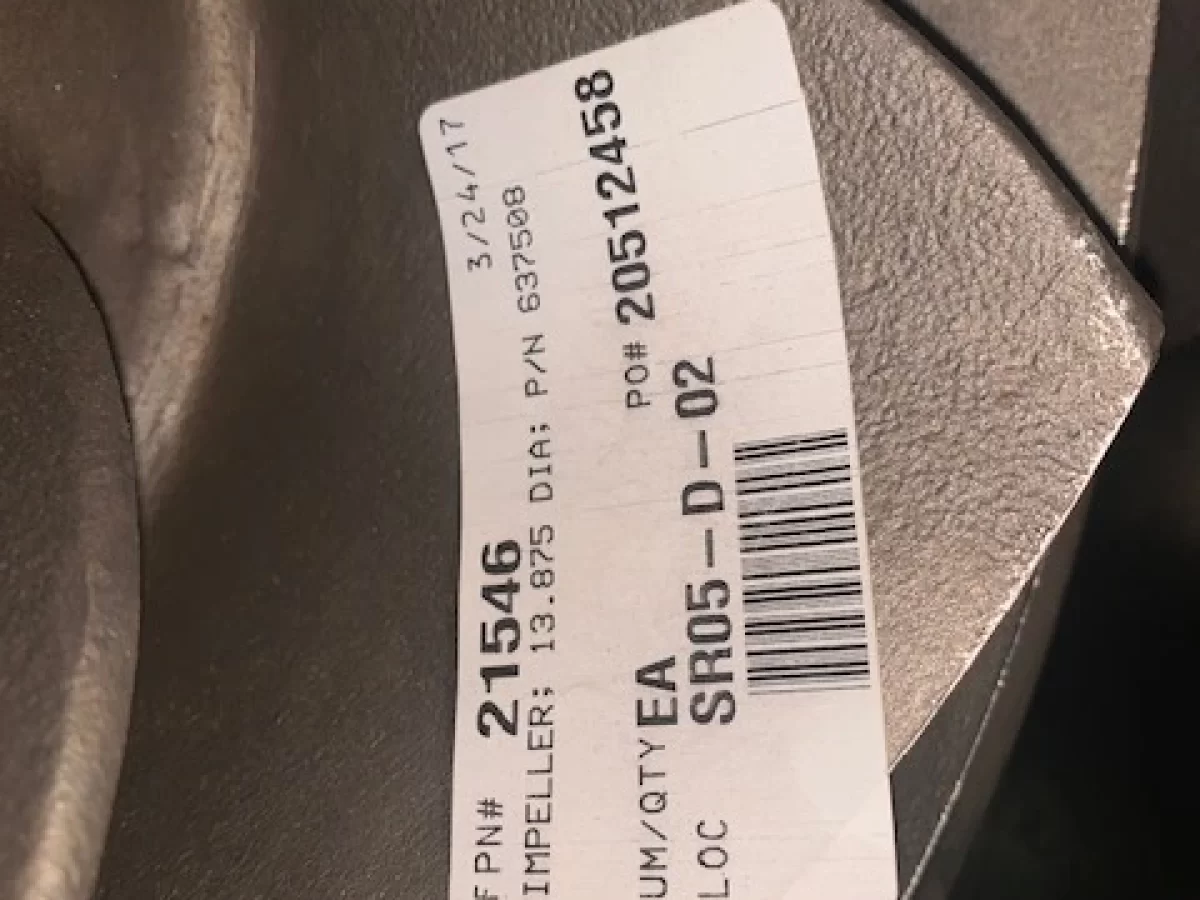 FPN# 21546 3/24/17
IMPELLER; 13.875 DIA; P/N 637508
UM/QTY EA PO# 20512458
LOC SR05-D-02